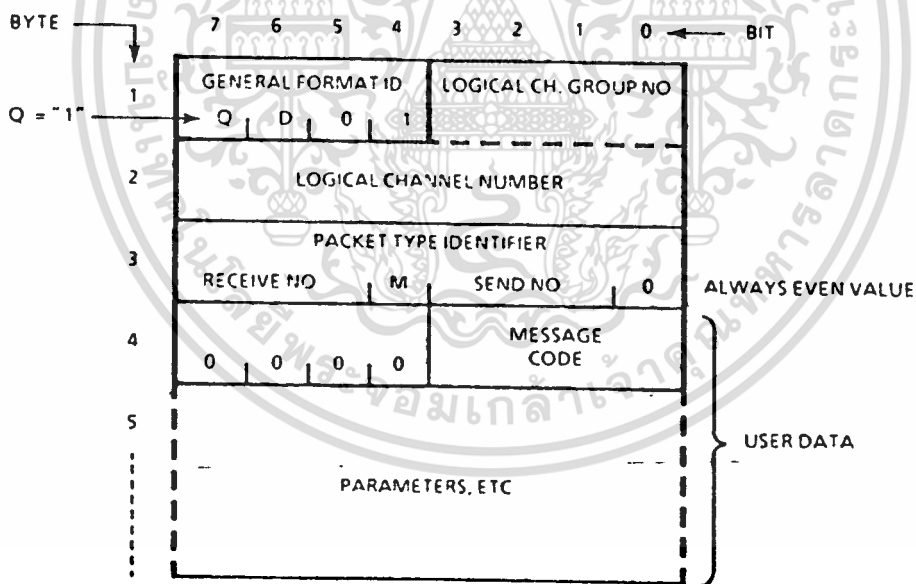 BYTE 7 6 5 4 3 2 1 0 BIT
1 GENERAL FORMAT ID LOGICAL CH. GROUP NO
Q = "1" Q D 0 1
2 LOGICAL CHANNEL NUMBER
PACKET TYPE IDENTIFIER
3 RECEIVE NO M SEND NO 0 ALWAYS EVEN VALUE
4 MESSAGE
0 0 0 0 CODE
5
USER DATA
PARAMETERS, ETC